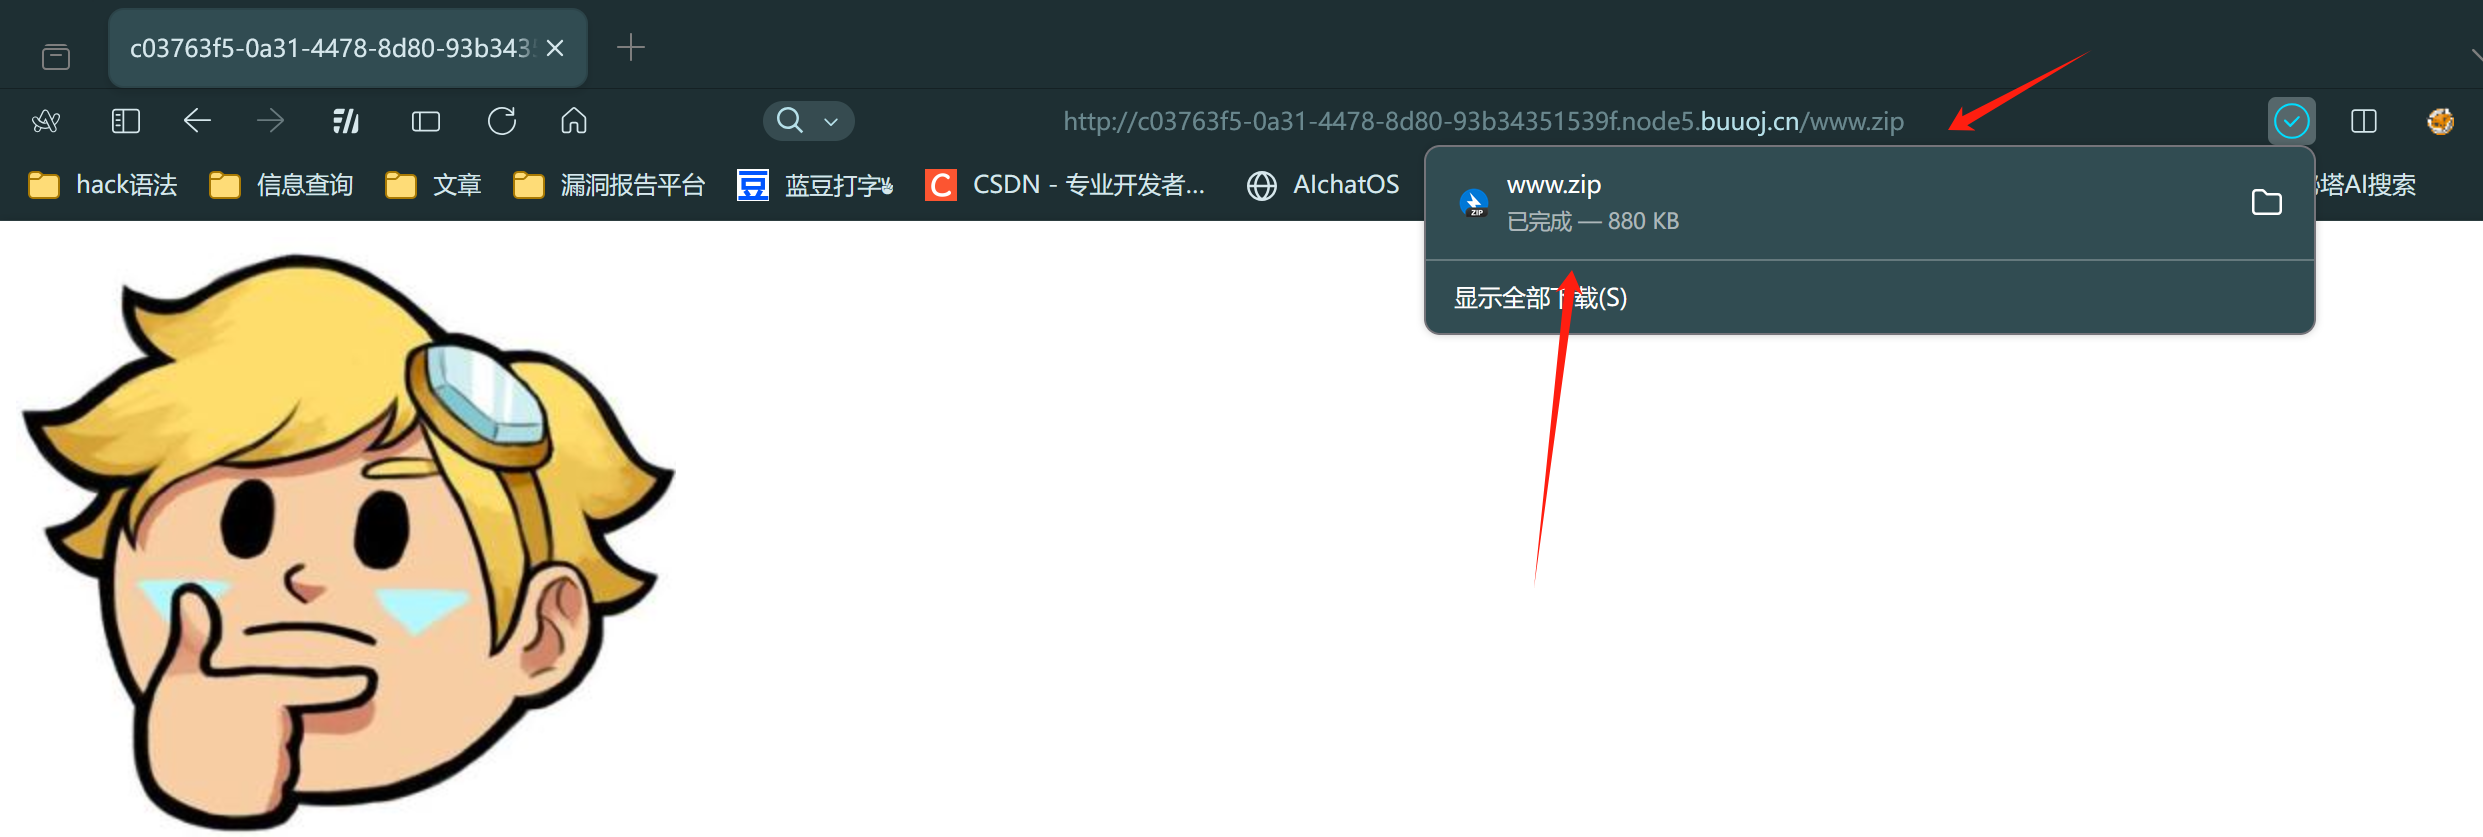 c03763f5-0a31-4478-8d80-93b343
http://c03763f5-0a31-4478-8d80-93b34351539f.node5.buuoj.cn/www.zip
hack语法 信息查询 文章 漏洞报告平台 蓝豆打字 CSDN - 专业开发者... AIchatOS 塔AI搜索
www.zip
已完成 — 880 KB
显示全部下载(S)